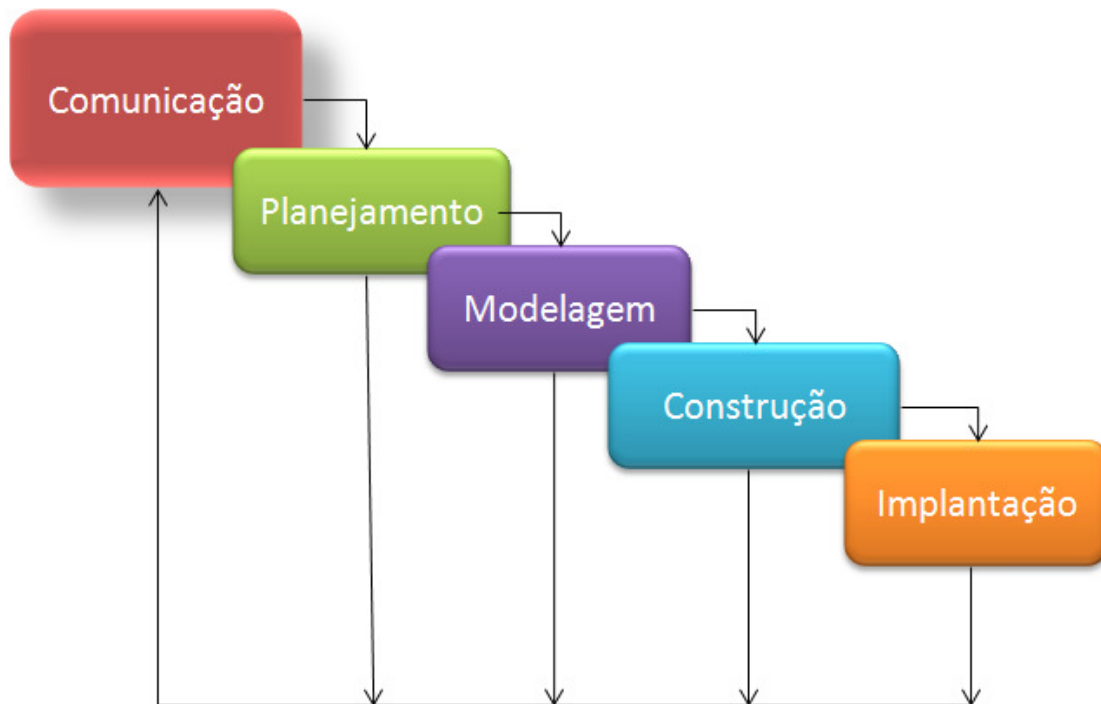 Comunicação
Planejamento
Modelagem
Construção
Implantação